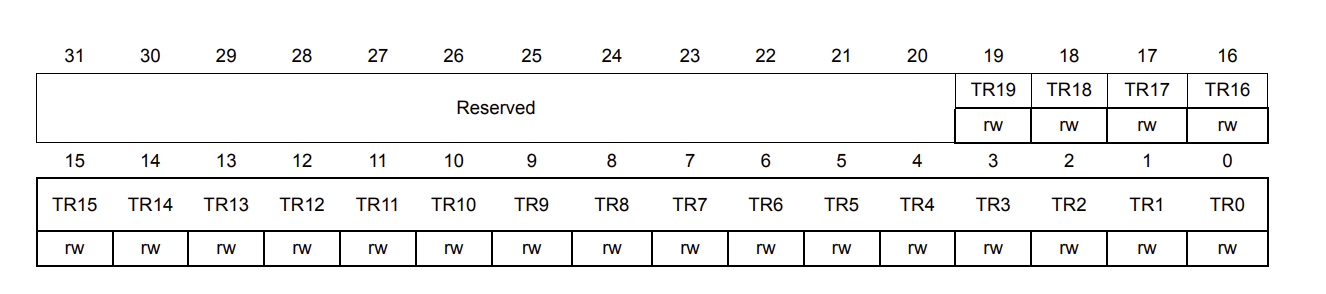 31 30 29 28 27 26 25 24 23 22 21 20 19 18 17 16
Reserved TR19 TR18 TR17 TR16
rw rw rw rw
15 14 13 12 11 10 9 8 7 6 5 4 3 2 1 0
TR15 TR14 TR13 TR12 TR11 TR10 TR9 TR8 TR7 TR6 TR5 TR4 TR3 TR2 TR1 TR0
rw rw rw rw rw rw rw rw rw rw rw rw rw rw rw rw